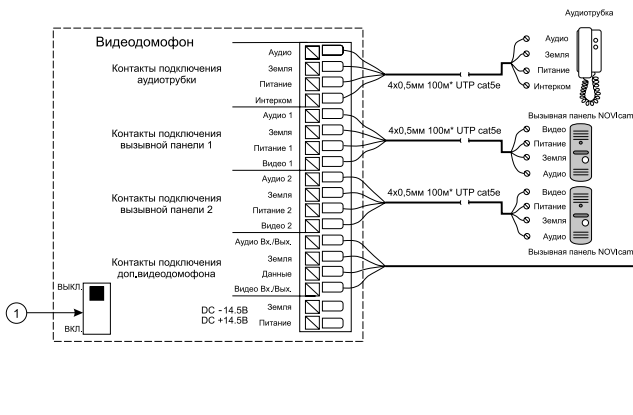 Аудиотрубка
Видеодомофон
Контакты подключения
аудиотрубки
Аудио
Земля
Питание
Интерком
4x0,5мм 100м* UTP cat5e
Аудио
Земля
Питание
Интерком
Контакты подключения
вызывной панели 1
Аудио 1
Земля
Питание 1
Видео 1
4x0,5мм 100м* UTP cat5e
Вызывная панель NOVIcam
Видео
Питание
Земля
Аудио
Контакты подключения
вызывной панели 2
Аудио 2
Земля
Питание 2
Видео 2
4x0,5мм 100м* UTP cat5e
Видео
Питание
Земля
Аудио
Вызывная панель NOVIcam
Контакты подключения
доп.видеодомофона
Аудио Вх./Вых.
Земля
Данные
Видео Вх./Вых.
DC -14.5В Земля
DC +14.5В Питание
ВЫКЛ.
1
ВКЛ.